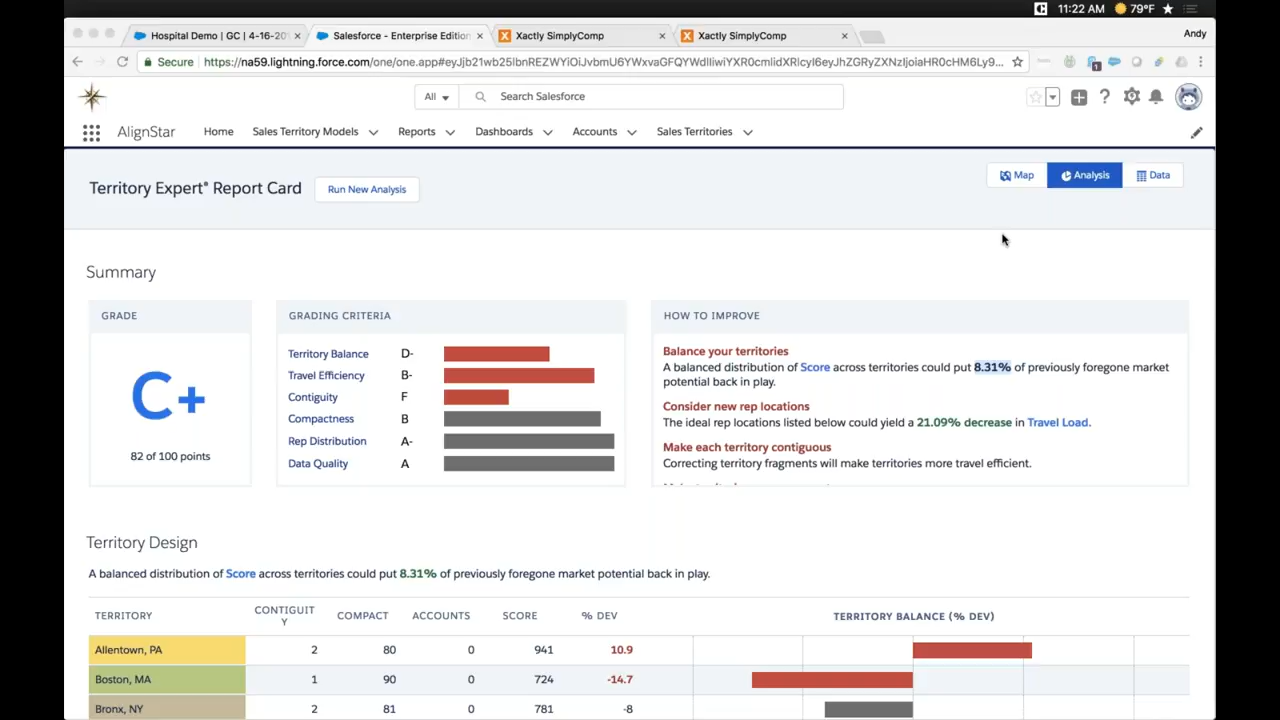 11:22 AM 79°F
Hospital Demo | GC | 4-16-20
Salesforce - Enterprise Edition
Xactly SimplyComp
Xactly SimplyComp
Andy
Secure https://na59.lightning.force.com/one/one.app#eyJjb21wb25lbnREZWYiOiJvbmU6YWxvaGFQYWdlIiwiYXR0cmlidXRlcyI6eyJhZGRyZXNzIjoiaHR0cHM6Ly9...
All Search Salesforce
AlignStar Home Sales Territory Models Reports Dashboards Accounts Sales Territories
Territory Expert® Report Card Run New Analysis Map Analysis Data
Summary
GRADE
C+
82 of 100 points
GRADING CRITERIA
Territory Balance D-
Travel Efficiency B-
Contiguity F
Compactness B
Rep Distribution A-
Data Quality A
HOW TO IMPROVE
Balance your territories
A balanced distribution of Score across territories could put 8.31% of previously foregone market
potential back in play.
Consider new rep locations
The ideal rep locations listed below could yield a 21.09% decrease in Travel Load.
Make each territory contiguous
Correcting territory fragments will make territories more travel efficient.
Territory Design
A balanced distribution of Score across territories could put 8.31% of previously foregone market potential back in play.
TERRITORY CONTIGUIT
Y COMPACT ACCOUNTS SCORE % DEV TERRITORY BALANCE (% DEV)
Allentown, PA 2 80 0 941 10.9
Boston, MA 1 90 0 724 -14.7
Bronx, NY 2 81 0 781 -8